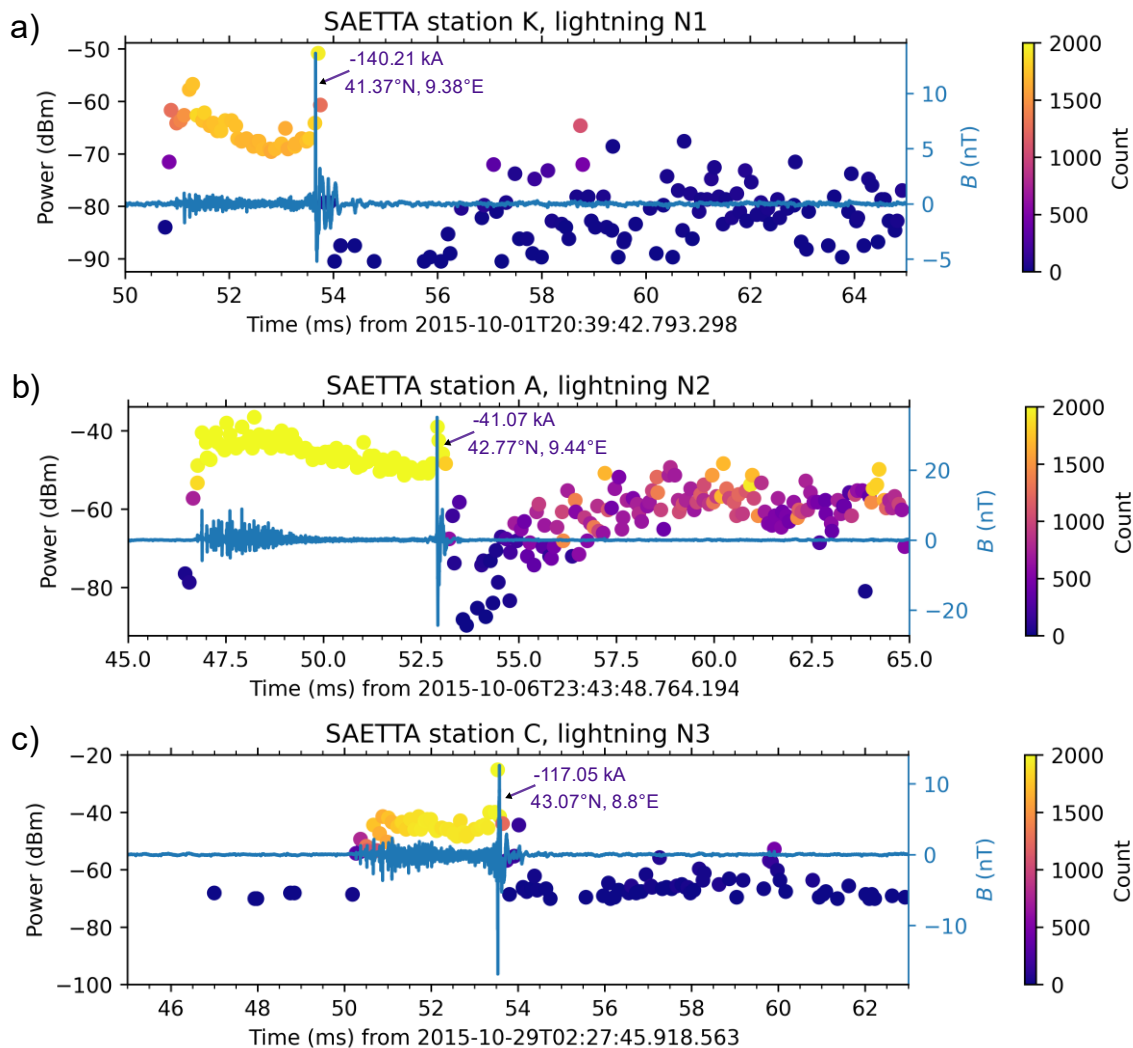 a)
SAETTA station K, lightning N1
−50
−60
−70
−80
−90
Power (dBm)
-140.21 kA
41.37°N, 9.38°E
10
5
0
−5
B (nT)
2000
1500
1000
500
0
Count
50 52 54 56 58 60 62 64
Time (ms) from 2015-10-01T20:39:42.793.298
b)
SAETTA station A, lightning N2
−40
−60
−80
Power (dBm)
-41.07 kA
42.77°N, 9.44°E
20
0
−20
B (nT)
2000
1500
1000
500
0
Count
45.0 47.5 50.0 52.5 55.0 57.5 60.0 62.5 65.0
Time (ms) from 2015-10-06T23:43:48.764.194
c)
SAETTA station C, lightning N3
−20
−40
−60
−80
−100
Power (dBm)
-117.05 kA
43.07°N, 8.8°E
10
0
−10
B (nT)
2000
1500
1000
500
0
Count
46 48 50 52 54 56 58 60 62
Time (ms) from 2015-10-29T02:27:45.918.563